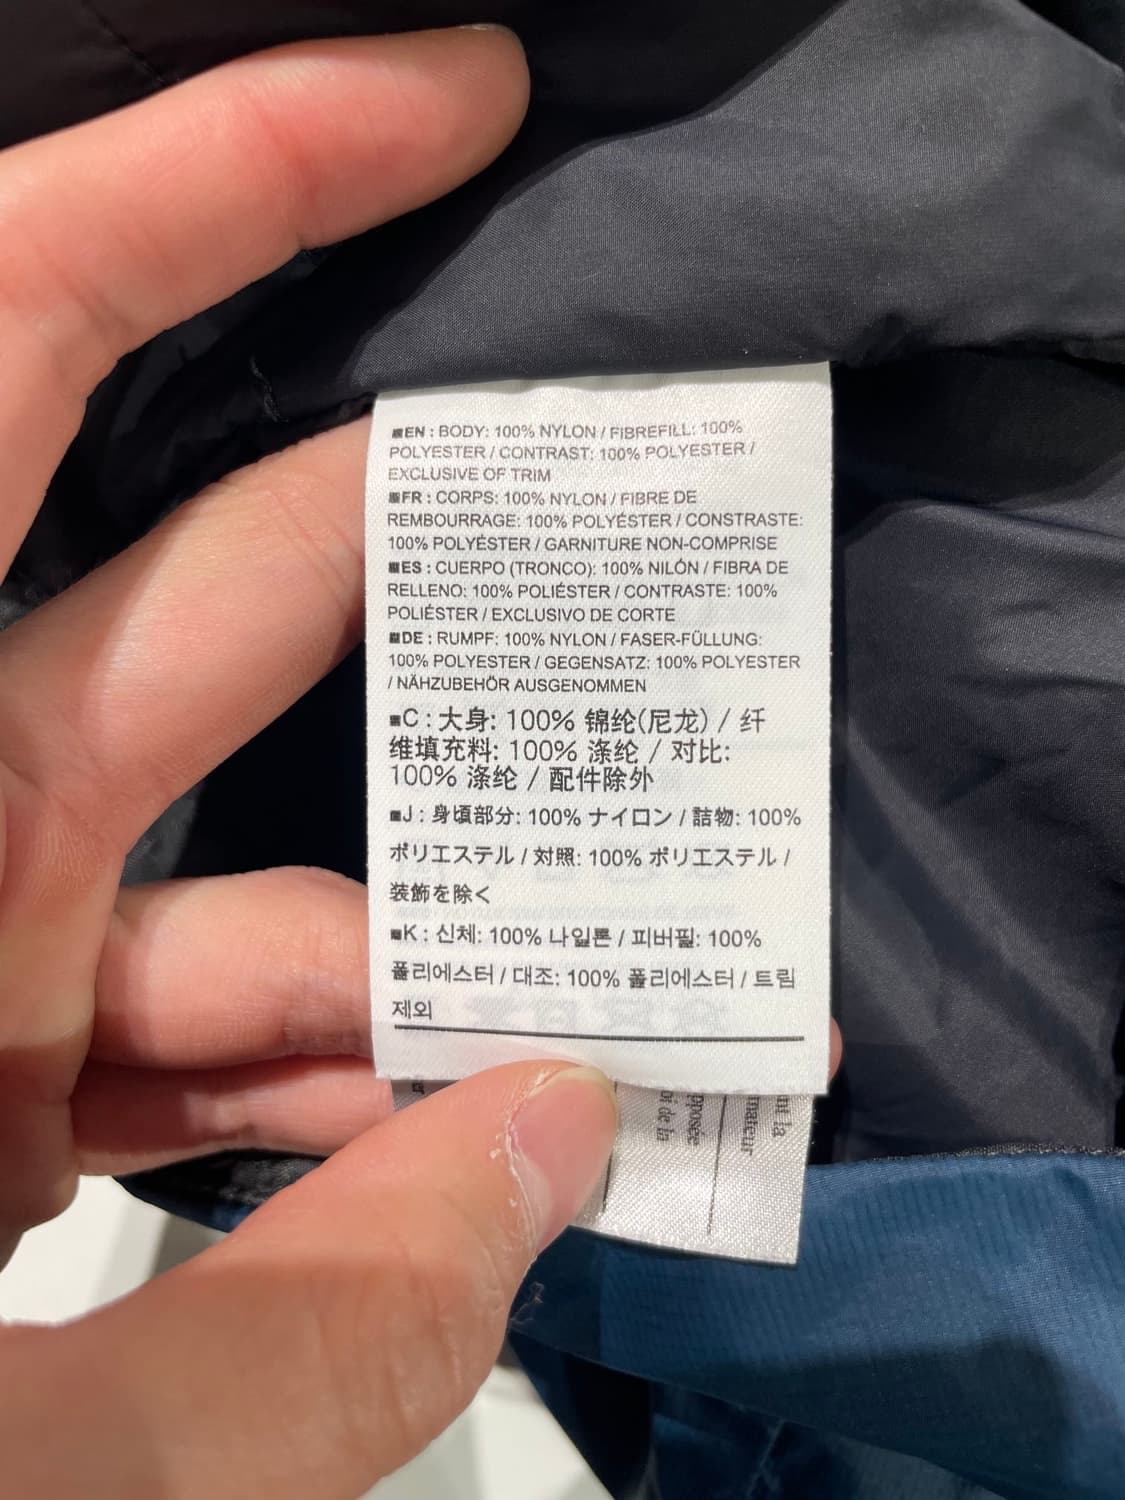 ■EN : BODY: 100% NYLON / FIBREFILL: 100%
POLYESTER / CONTRAST: 100% POLYESTER /
EXCLUSIVE OF TRIM
■FR : CORPS: 100% NYLON / FIBRE DE
REMBOURRAGE: 100% POLYÉSTER / CONSTRASTE:
100% POLYÉSTER / GARNITURE NON-COMPRISE
■ES : CUERPO (TRONCO): 100% NILÓN / FIBRA DE
RELLENO: 100% POLIÉSTER / CONTRASTE: 100%
POLIÉSTER / EXCLUSIVO DE CORTE
■DE : RUMPF: 100% NYLON / FASER-FÜLLUNG:
100% POLYESTER / GEGENSATZ: 100% POLYESTER
/ NÄHZUBEHÖR AUSGENOMMEN
■C : 大身: 100% 锦纶(尼龙) / 纤
维填充料: 100% 涤纶 / 对比:
100% 涤纶 / 配件除外
■J : 身頃部分: 100% ナイロン / 詰物: 100%
ポリエステル / 対照: 100% ポリエステル /
装飾を除く
■K : 신체: 100% 나일론 / 피버필: 100%
폴리에스터 / 대조: 100% 폴리에스터 / 트림
제외
la
de la